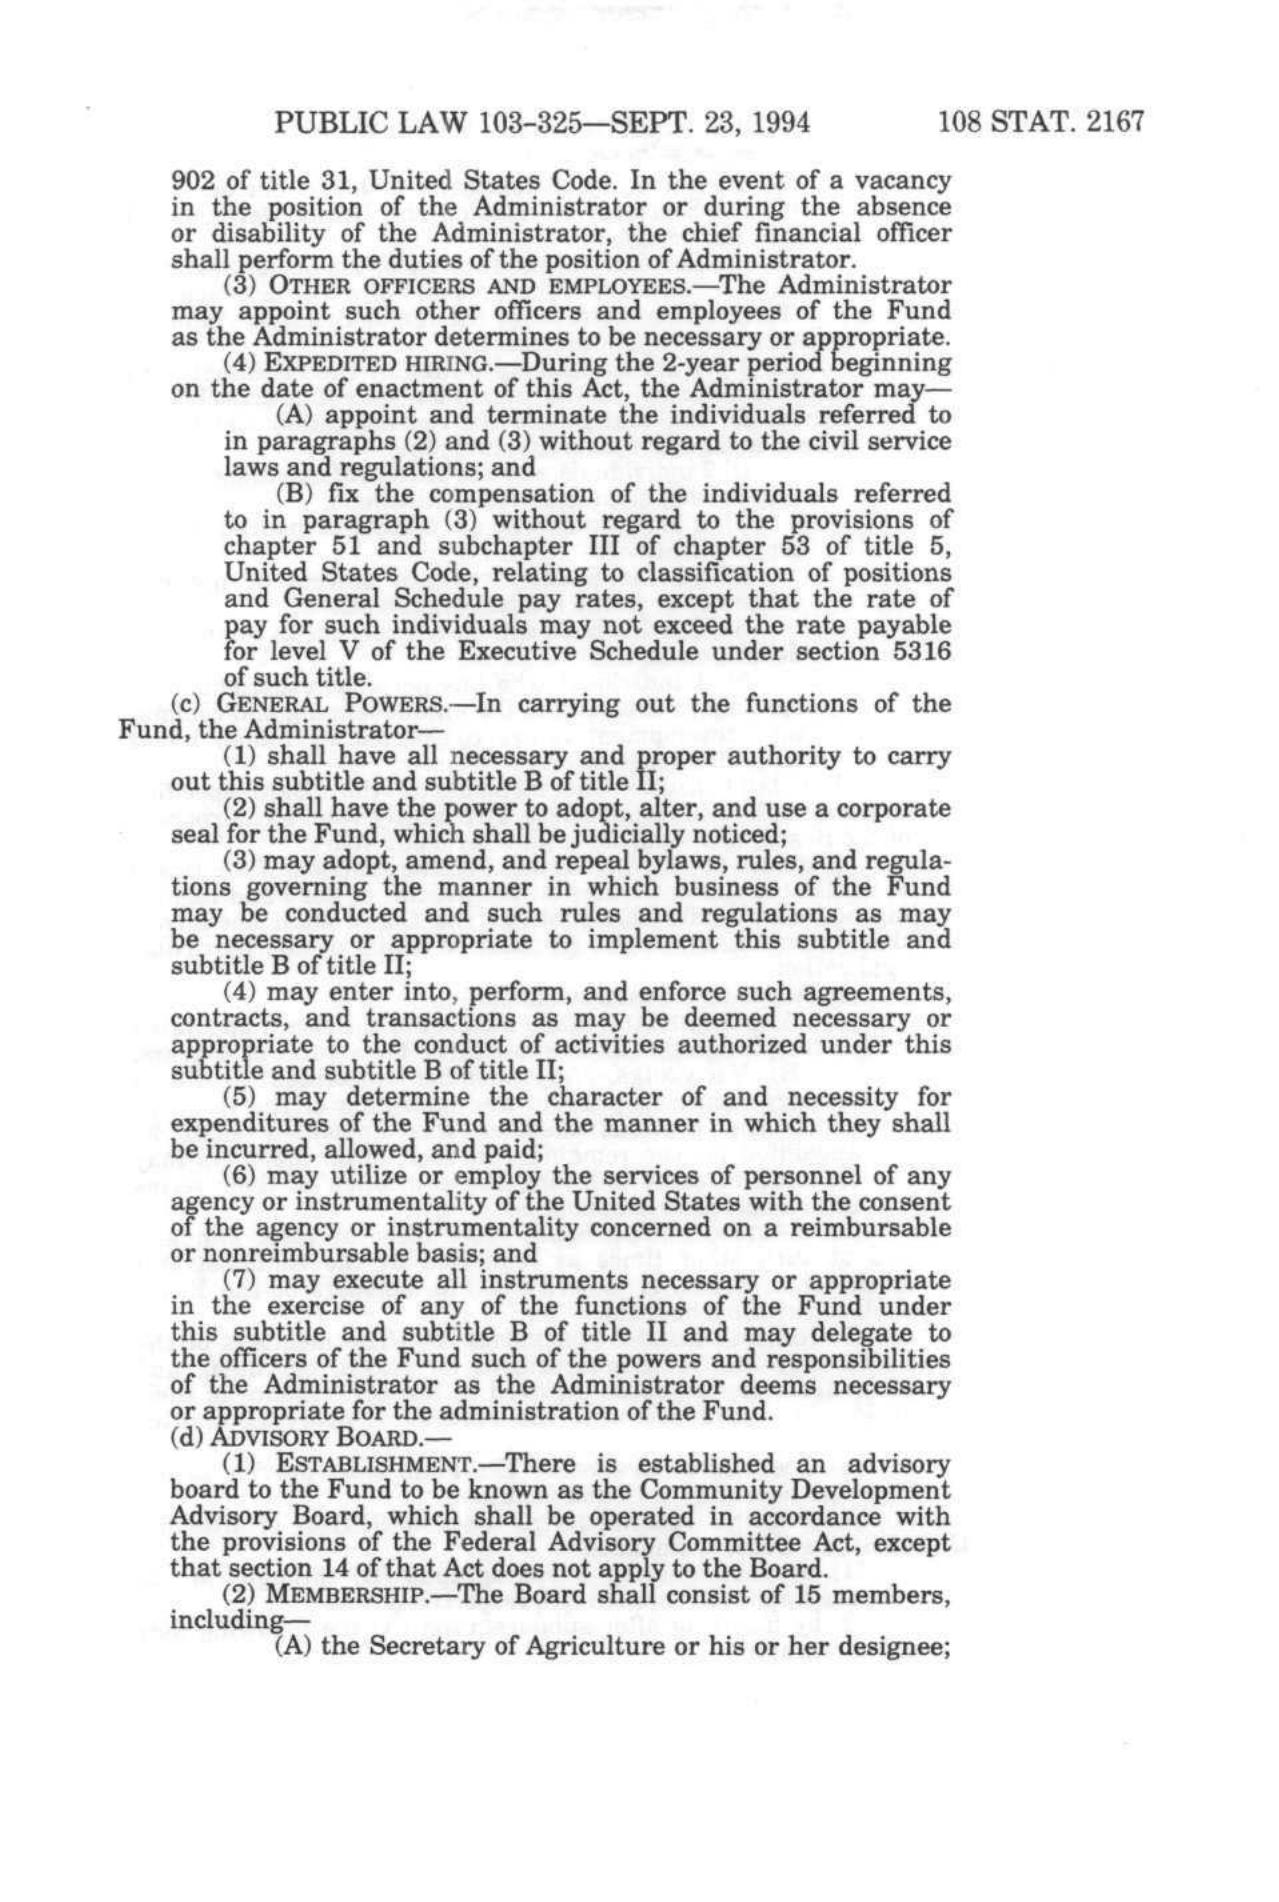 PUBLIC LAW 103–325—SEPT. 23, 1994 108 STAT. 2167
902 of title 31, United States Code. In the event of a vacancy
in the position of the Administrator or during the absence
or disability of the Administrator, the chief financial officer
shall perform the duties of the position of Administrator.
(3) OTHER OFFICERS AND EMPLOYEES.—The Administrator
may appoint such other officers and employees of the Fund
as the Administrator determines to be necessary or appropriate.
(4) EXPEDITED HIRING.—During the 2-year period beginning
on the date of enactment of this Act, the Administrator may—
(A) appoint and terminate the individuals referred to
in paragraphs (2) and (3) without regard to the civil service
laws and regulations; and
(B) fix the compensation of the individuals referred
to in paragraph (3) without regard to the provisions of
chapter 51 and subchapter III of chapter 53 of title 5,
United States Code, relating to classification of positions
and General Schedule pay rates, except that the rate of
pay for such individuals may not exceed the rate payable
for level V of the Executive Schedule under section 5316
of such title.
(c) GENERAL POWERS.—In carrying out the functions of the
Fund, the Administrator—
(1) shall have all necessary and proper authority to carry
out this subtitle and subtitle B of title II;
(2) shall have the power to adopt, alter, and use a corporate
seal for the Fund, which shall be judicially noticed;
(3) may adopt, amend, and repeal bylaws, rules, and regula-
tions governing the manner in which business of the Fund
may be conducted and such rules and regulations as may
be necessary or appropriate to implement this subtitle and
subtitle B of title II;
(4) may enter into, perform, and enforce such agreements,
contracts, and transactions as may be deemed necessary or
appropriate to the conduct of activities authorized under this
subtitle and subtitle B of title II;
(5) may determine the character of and necessity for
expenditures of the Fund and the manner in which they shall
be incurred, allowed, and paid;
(6) may utilize or employ the services of personnel of any
agency or instrumentality of the United States with the consent
of the agency or instrumentality concerned on a reimbursable
or nonreimbursable basis; and
(7) may execute all instruments necessary or appropriate
in the exercise of any of the functions of the Fund under
this subtitle and subtitle B of title II and may delegate to
the officers of the Fund such of the powers and responsibilities
of the Administrator as the Administrator deems necessary
or appropriate for the administration of the Fund.
(d) ADVISORY BOARD.—
(1) ESTABLISHMENT.—There is established an advisory
board to the Fund to be known as the Community Development
Advisory Board, which shall be operated in accordance with
the provisions of the Federal Advisory Committee Act, except
that section 14 of that Act does not apply to the Board.
(2) MEMBERSHIP.—The Board shall consist of 15 members,
including—
(A) the Secretary of Agriculture or his or her designee;